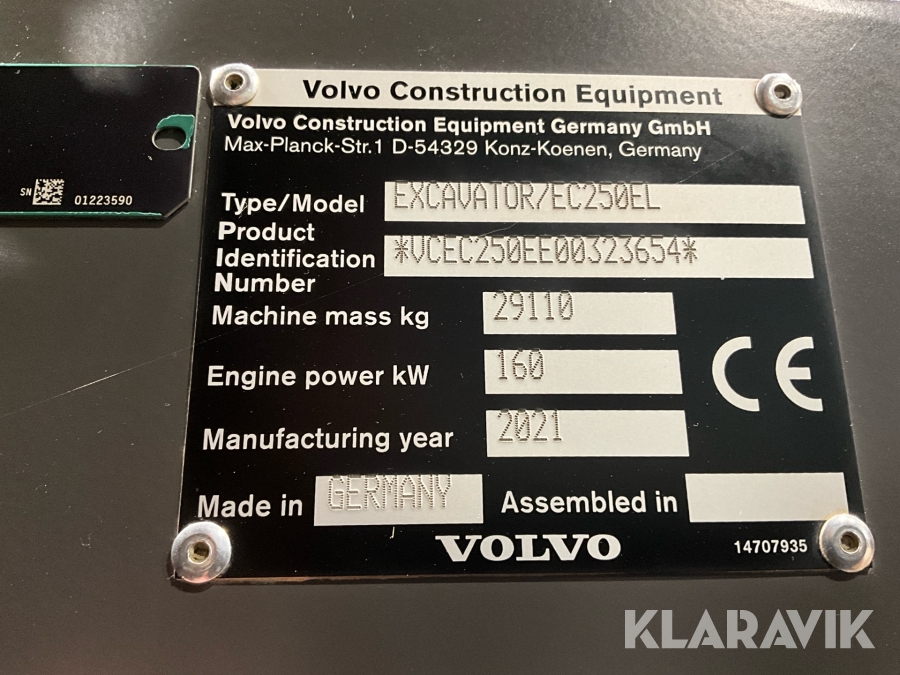 Volvo Construction Equipment
Volvo Construction Equipment Germany GmbH
Max-Planck-Str.1 D-54329 Konz-Koenen, Germany
Type/Model EXCAVATOR/EC250EL
Product
Identification *VCEC250EE00323654*
Number
Machine mass kg 29110
Engine power kW 160
CE
Manufacturing year 2021
Made in GERMANY Assembled in
VOLVO 14707935
SN 01223590
KLARAVIK